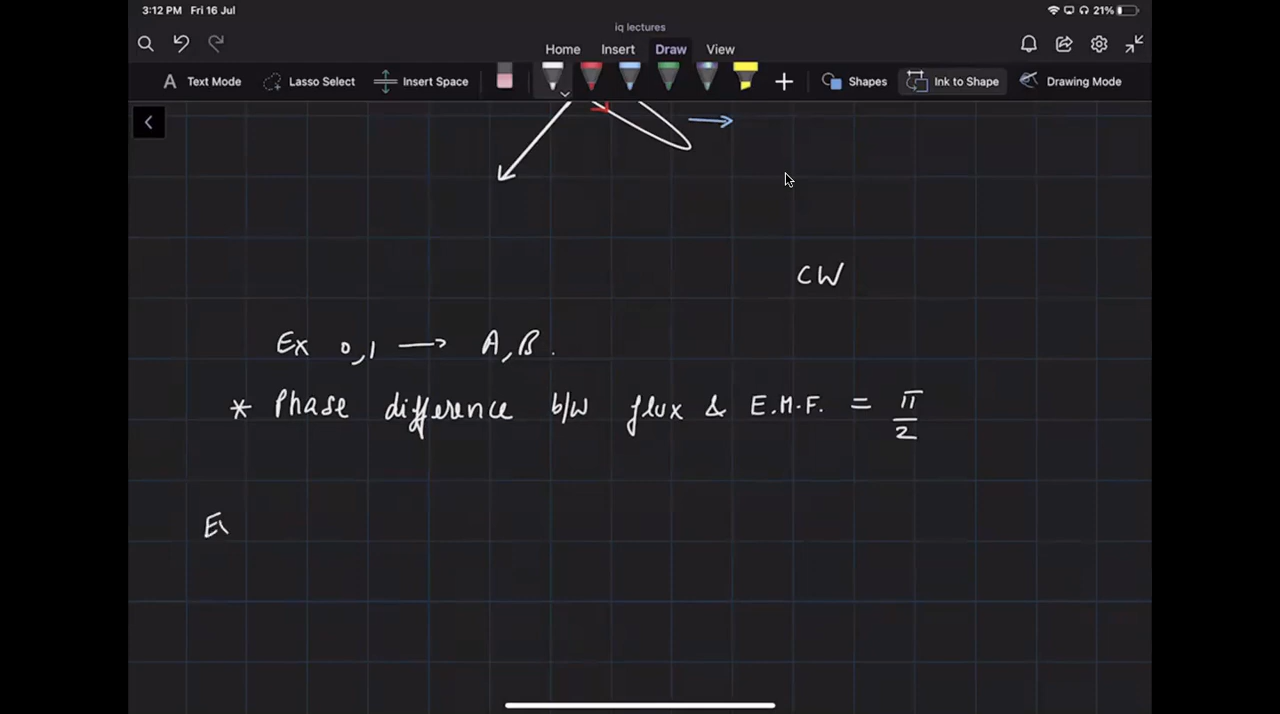 3:12 PM Fri 16 Jul
21%
iq lectures
Home Insert Draw View
Text Mode Lasso Select Insert Space Shapes Ink to Shape Drawing Mode
CW
Ex 0,1 → A,B.
* Phase difference b/w flux & E.M.F. = π/2